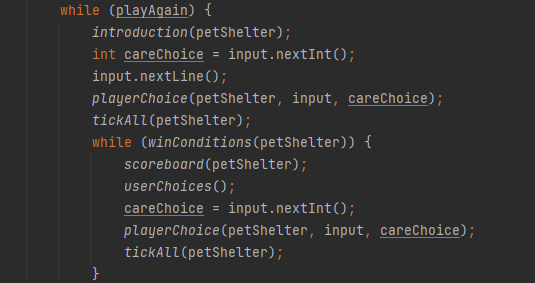 while (playAgain) {
introduction(petShelter);
int careChoice = input.nextInt();
input.nextLine();
playerChoice(petShelter, input, careChoice);
tickAll(petShelter);
while (winConditions(petShelter)) {
scoreboard(petShelter);
userChoices();
careChoice = input.nextInt();
playerChoice(petShelter, input, careChoice);
tickAll(petShelter);
}